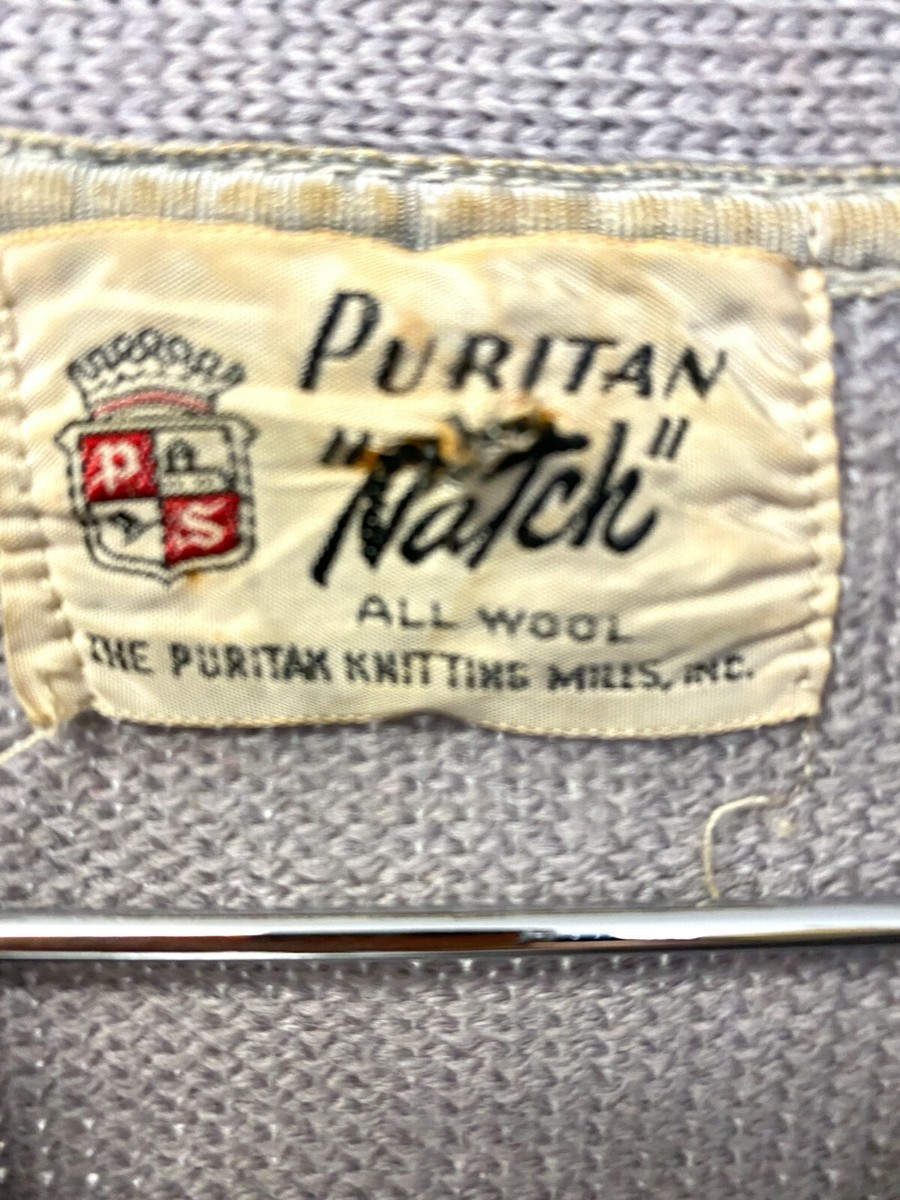 PURITAN
"Natch"
P
S
ALL WOOL
THE PURITAN KNITTING MILLS, INC.